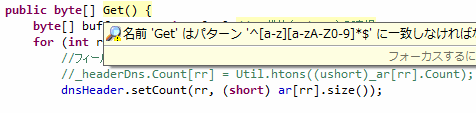 public byte[] Get() {
byte[] buf
名前 'Get' はパターン '^[a-z][a-zA-Z0-9]*$' に一致しなければな
for (int r
フォーカスするに
//フィー
//_headerDns.Count[rr] = Util.htons((ushort)_ar[rr].Count);
dnsHeader.setCount(rr, (short) ar[rr].size());